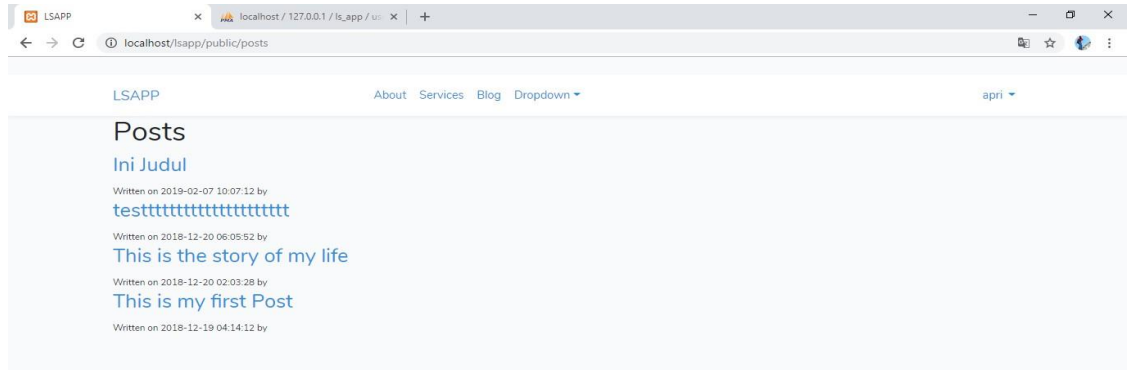 LSAPP
localhost / 127.0.0.1 / ls_app / us
localhost/lsapp/public/posts
LSAPP About Services Blog Dropdown apri
Posts
Ini Judul
Written on 2019-02-07 10:07:12 by
testttttttttttttttttttttt
Written on 2018-12-20 06:05:52 by
This is the story of my life
Written on 2018-12-20 02:03:28 by
This is my first Post
Written on 2018-12-19 04:14:12 by